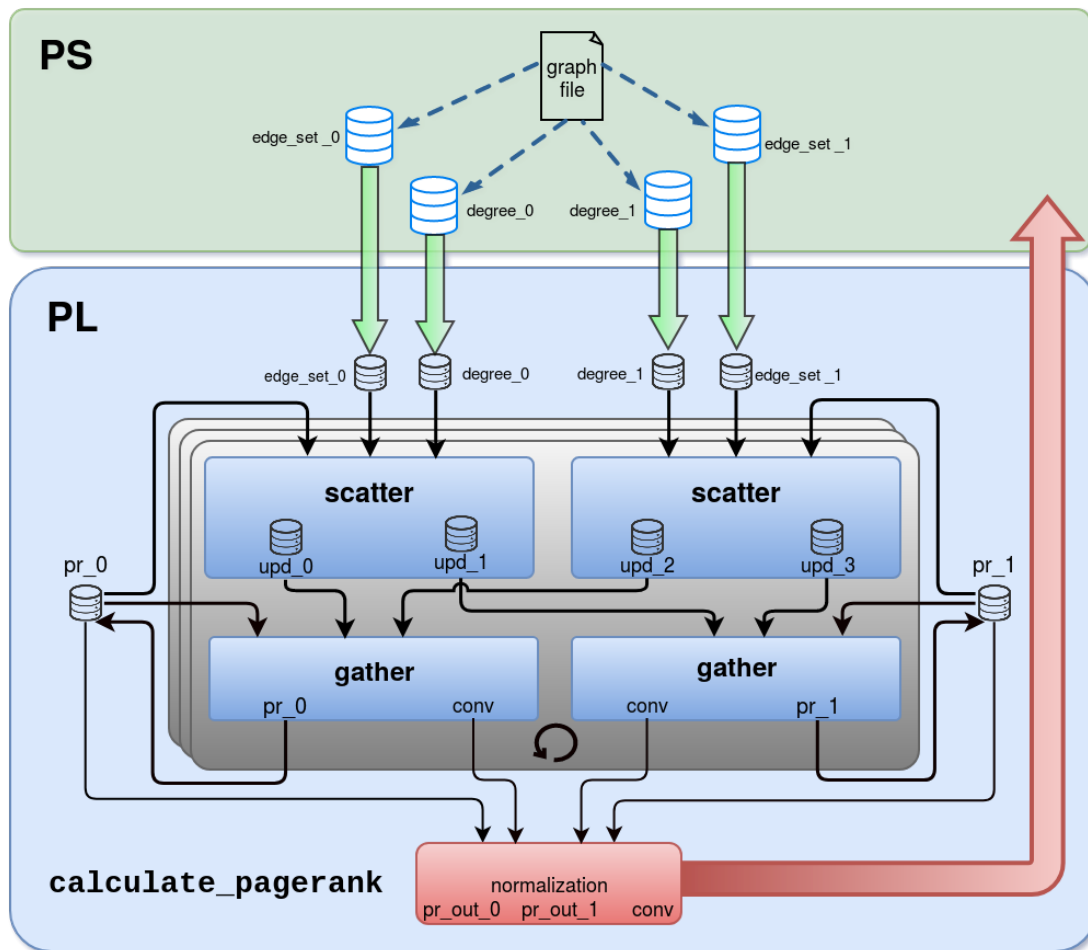 PS
graph
file
edge_set _0
edge_set _1
degree_0
degree_1
PL
edge_set_0
degree_0
degree_1
edge_set _1
scatter
scatter
upd_0
upd_1
upd_2
upd_3
pr_0
pr_1
gather
gather
pr_0
conv
conv
pr_1
calculate_pagerank
normalization
pr_out_0
pr_out_1
conv